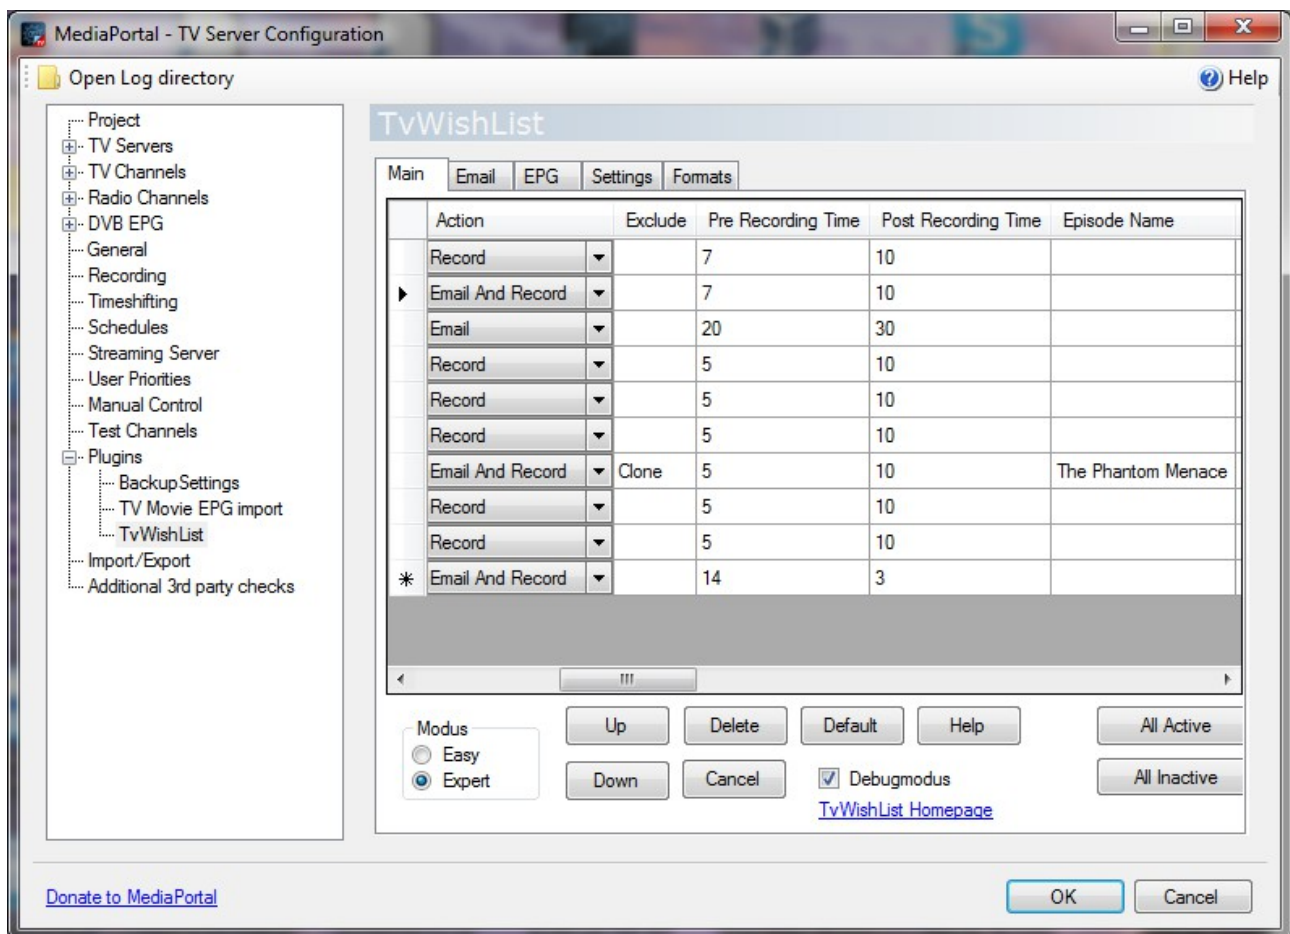 MediaPortal - TV Server Configuration
Open Log directory
Help
Project
TV Servers
TV Channels
Radio Channels
DVB EPG
General
Recording
Timeshifting
Schedules
Streaming Server
User Priorities
Manual Control
Test Channels
Plugins
BackupSettings
TV Movie EPG import
TvWishList
Import/Export
Additional 3rd party checks
TvWishList
Main Email EPG Settings Formats
Action Exclude Pre Recording Time Post Recording Time Episode Name
Record 7 10
Email And Record 7 10
Email 20 30
Record 5 10
Record 5 10
Record 5 10
Email And Record Clone 5 10 The Phantom Menace
Record 5 10
Record 5 10
Email And Record 14 3
Modus
Easy
Expert
Up Delete Default Help All Active
Down Cancel Debugmodus All Inactive
TvWishList Homepage
Donate to MediaPortal
OK Cancel